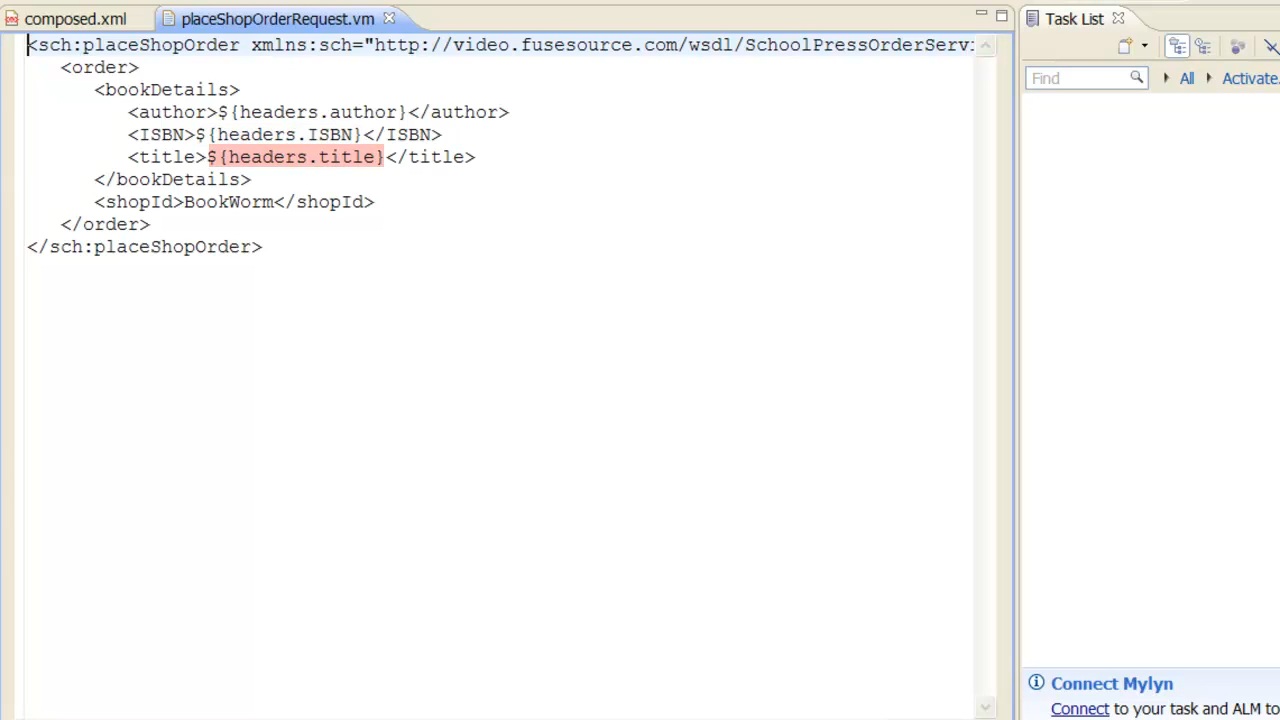 composed.xml
placeShopOrderRequest.vm
Task List
<sch:placeShopOrder xmlns:sch="http://video.fusesource.com/wsdl/SchoolPressOrderServi
<order>
<bookDetails>
<author>${headers.author}</author>
<ISBN>${headers.ISBN}</ISBN>
<title>${headers.title}</title>
</bookDetails>
<shopId>BookWorm</shopId>
</order>
</sch:placeShopOrder>
Find
All
Activate.
Connect Mylyn
Connect to your task and ALM to